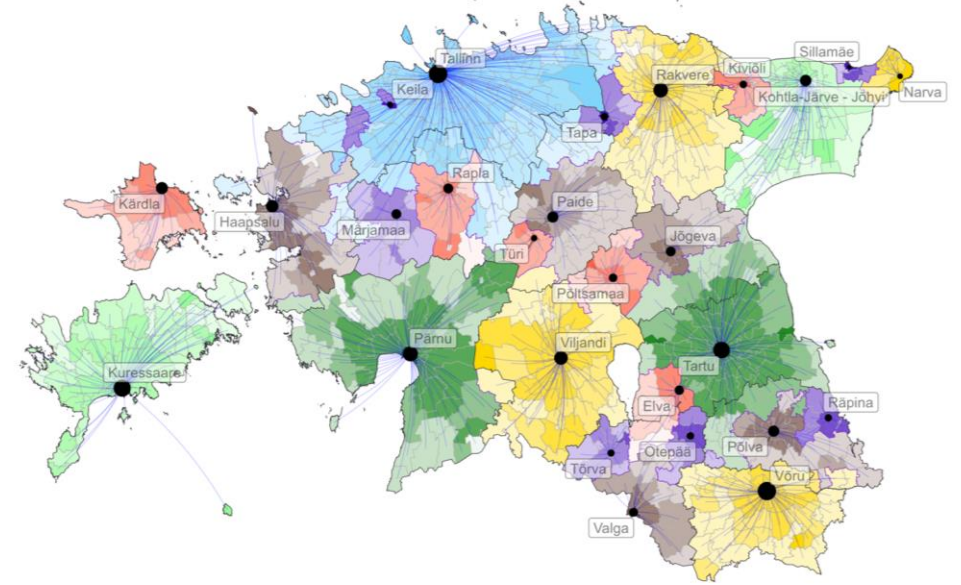 Sillamäe
Tallinn
Kiviõli
Rakvere
Keila
Narva
Kohtla-Järve - Jõhvi
Tapa
Rapla
Kärdla
Paide
Haapsalu
Märjamaa
Jõgeva
Türi
Põltsamaa
Pärnu
Viljandi
Tartu
Kuressaare
Räpina
Elva
Põlva
Otepää
Tõrva
Võru
Valga